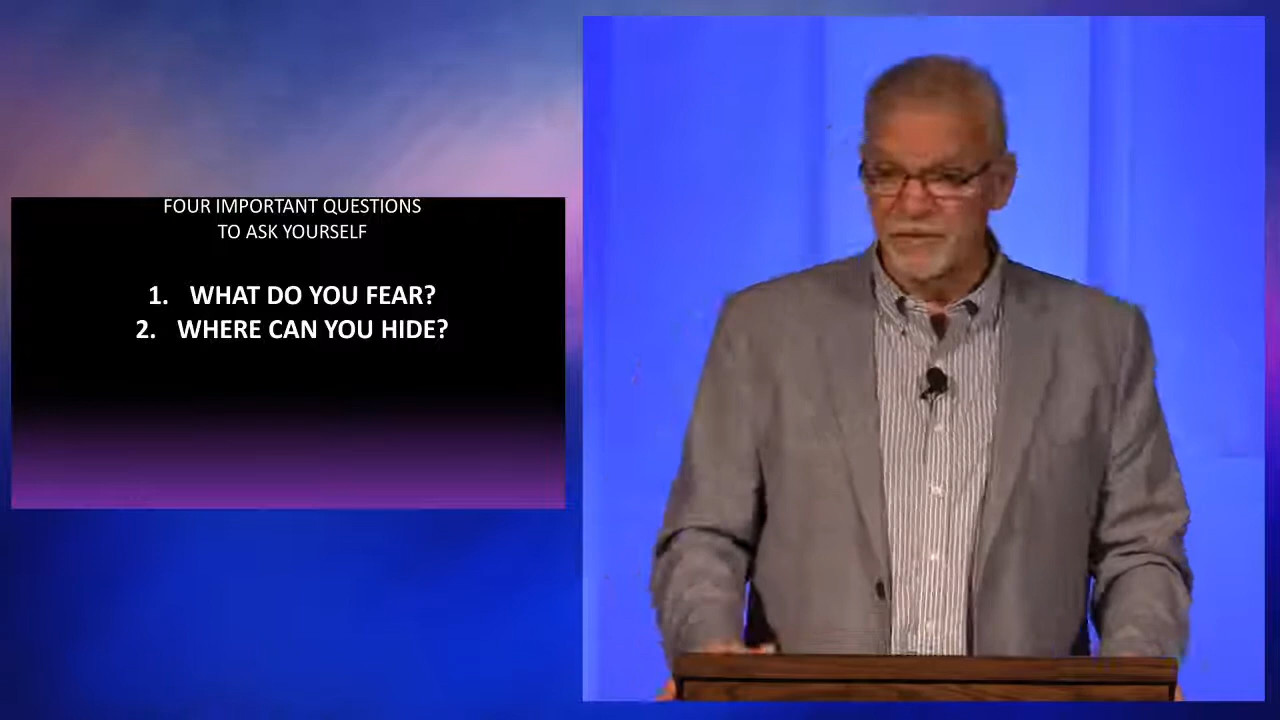 FOUR IMPORTANT QUESTIONS
TO ASK YOURSELF
1. WHAT DO YOU FEAR?
2. WHERE CAN YOU HIDE?